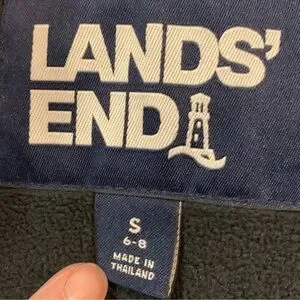 LANDS'
END
S
6-8
MADE IN
THAILAND